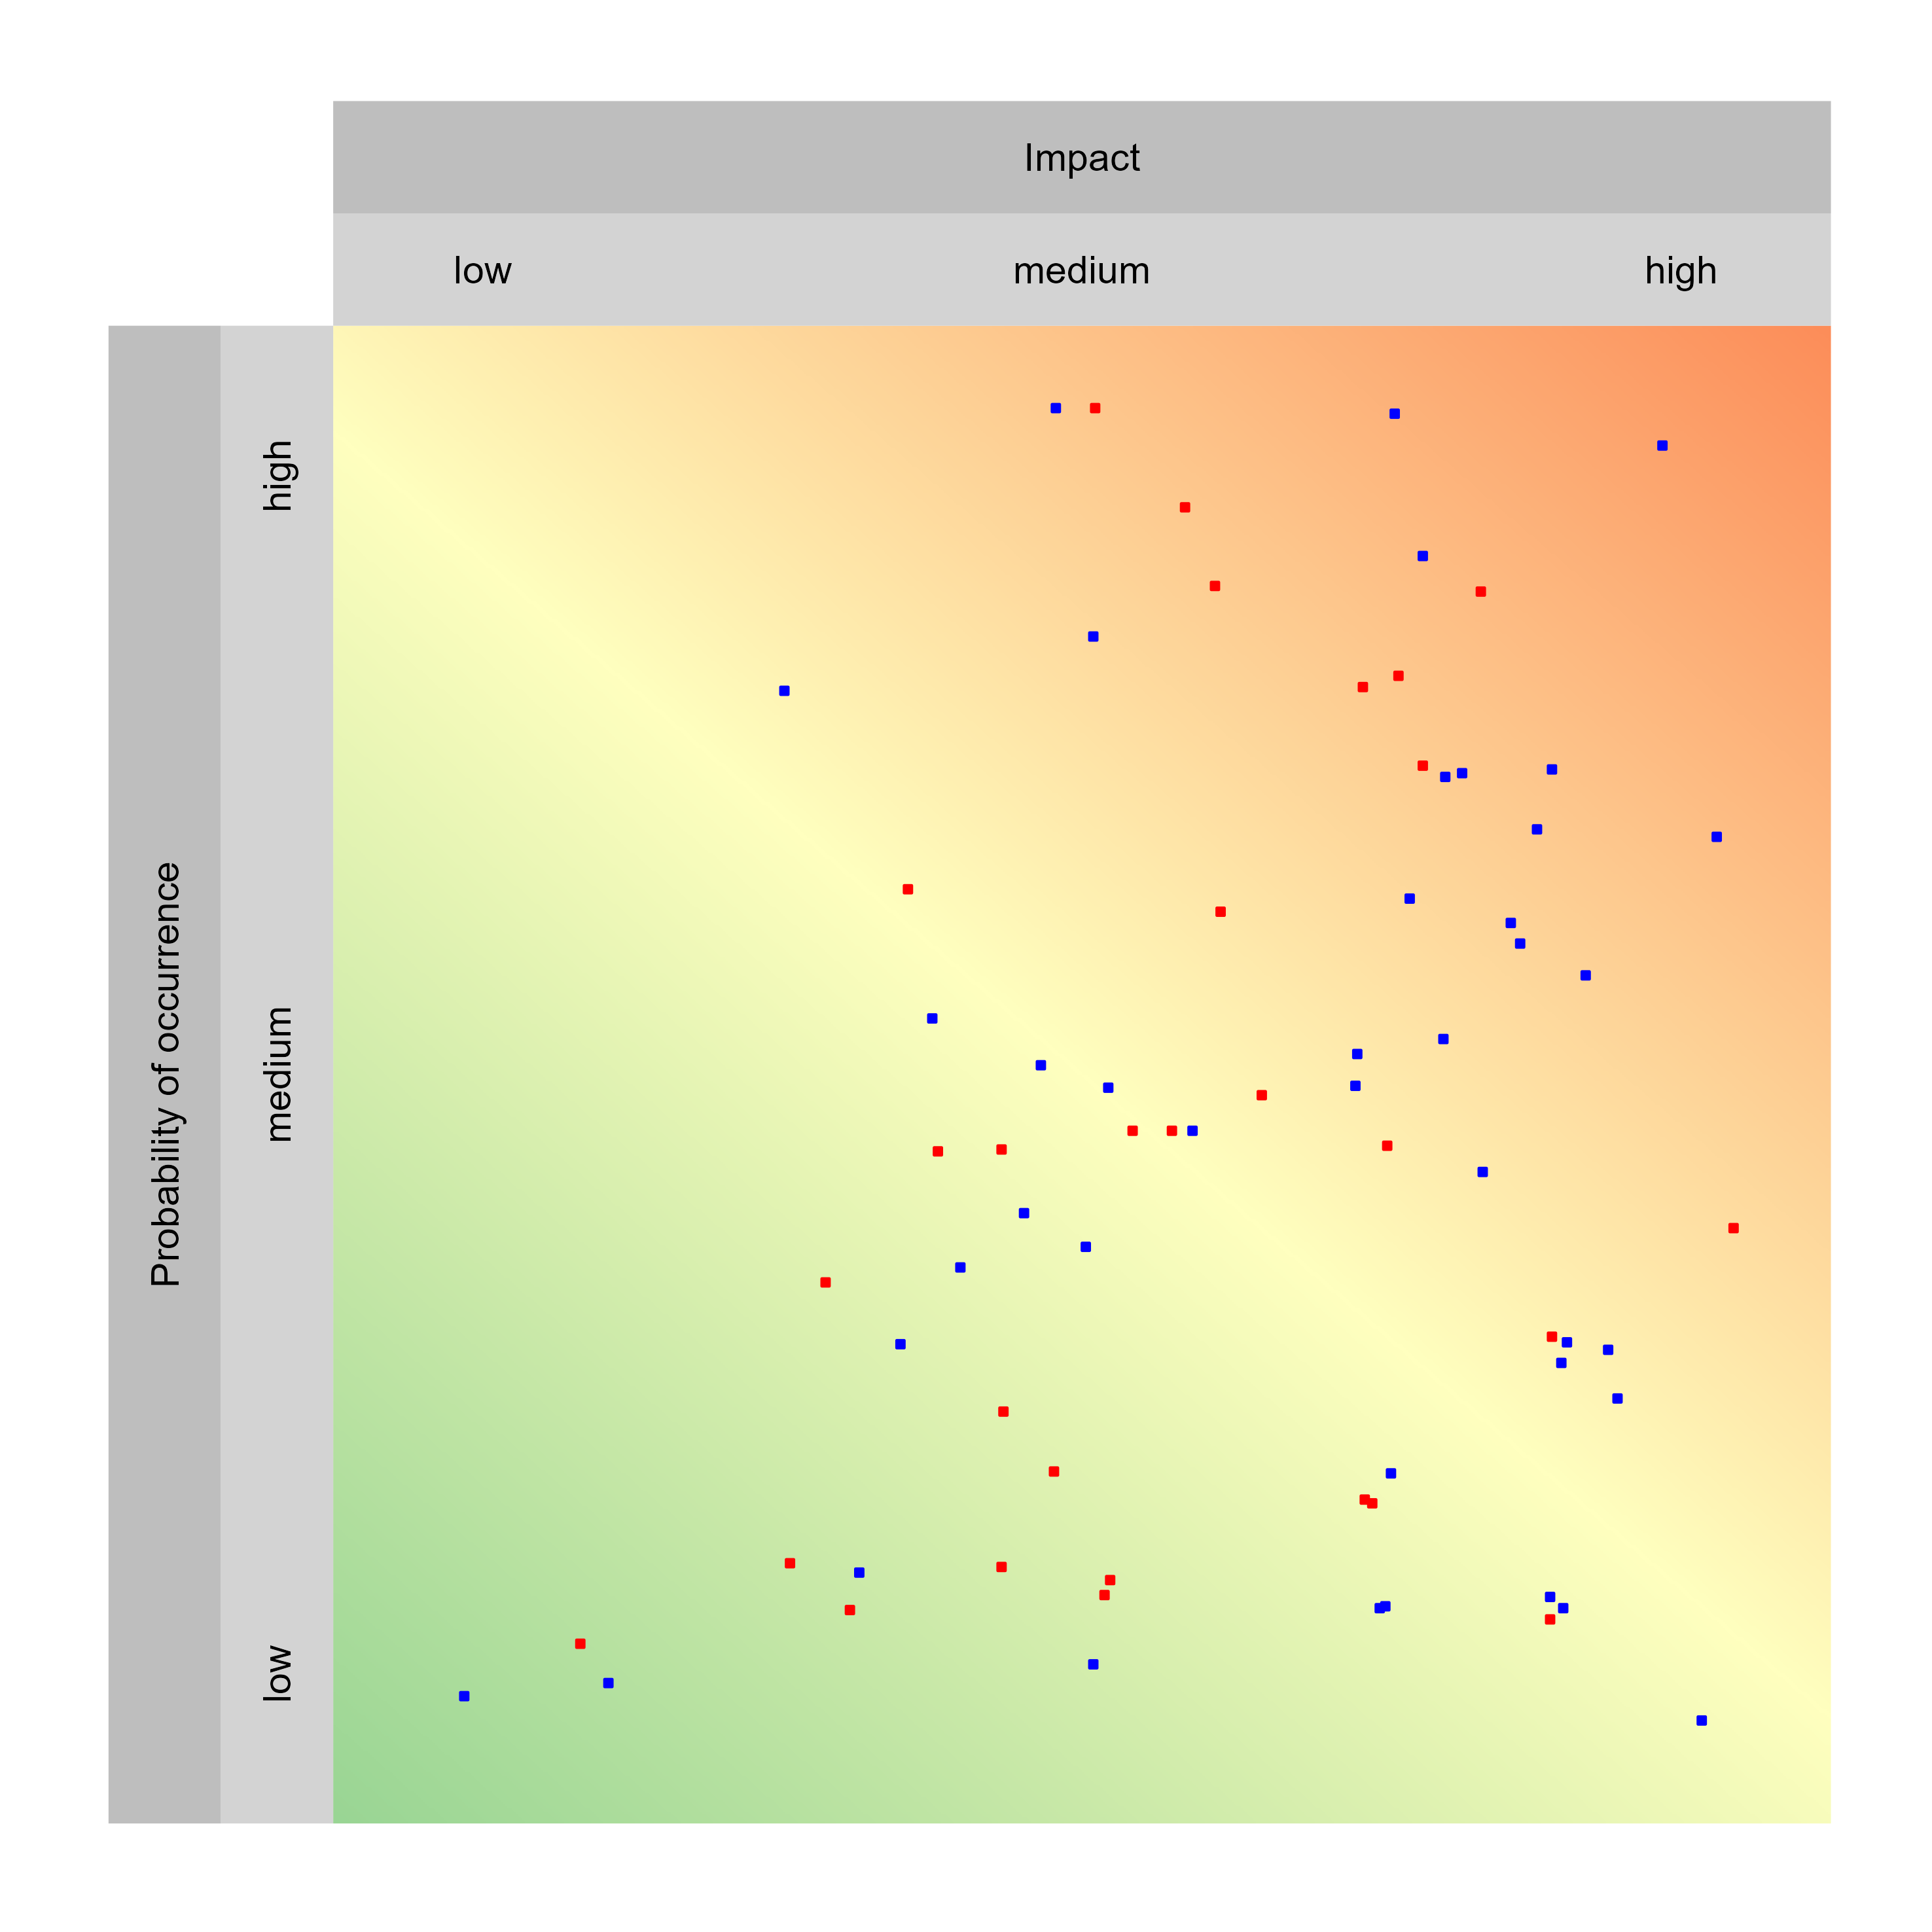 Impact
low
medium
high
Probability of occurrence
high
medium
low